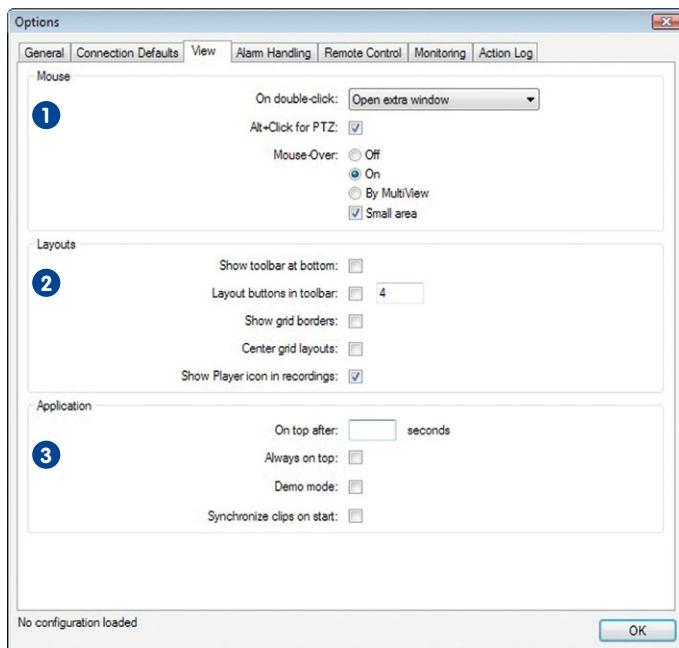 Options
General Connection Defaults View Alarm Handling Remote Control Monitoring Action Log
Mouse
1
On double-click: Open extra window
Alt+Click for PTZ:
Mouse-Over: Off
On
By MultiView
Small area
Layouts
2
Show toolbar at bottom:
Layout buttons in toolbar: 4
Show grid borders:
Center grid layouts:
Show Player icon in recordings:
Application
On top after: seconds
3
Always on top:
Demo mode:
Synchronize clips on start:
No configuration loaded
OK